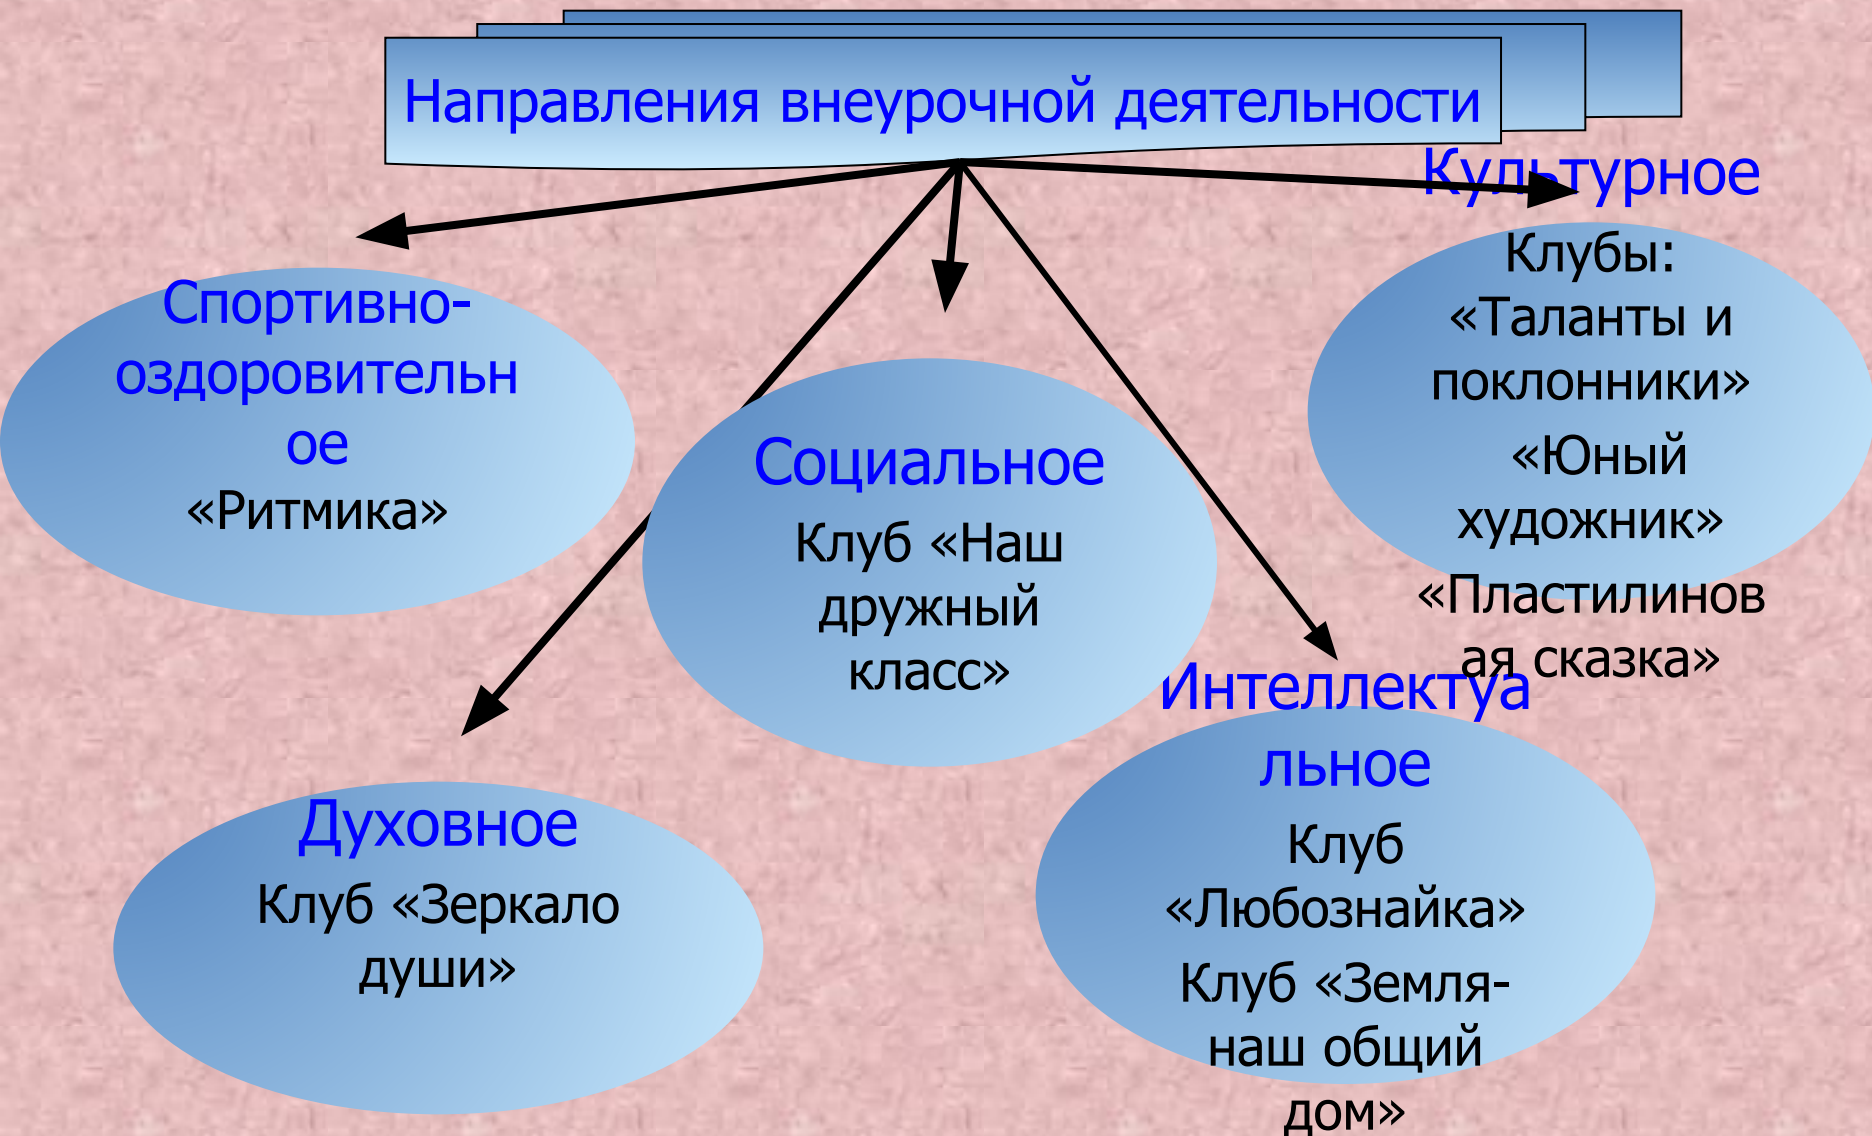 Направления внеурочной деятельности
Спортивно-
оздоровительн
ое
«Ритмика»
Духовное
Клуб «Зеркало
души»
Социальное
Клуб «Наш
дружный
класс»
Интеллектуа
льное
Клуб
«Любознайка»
Клуб «Земля-
наш общий
дом»
Культурное
Клубы:
«Таланты и
поклонники»
«Юный
художник»
«Пластилинов
ая сказка»